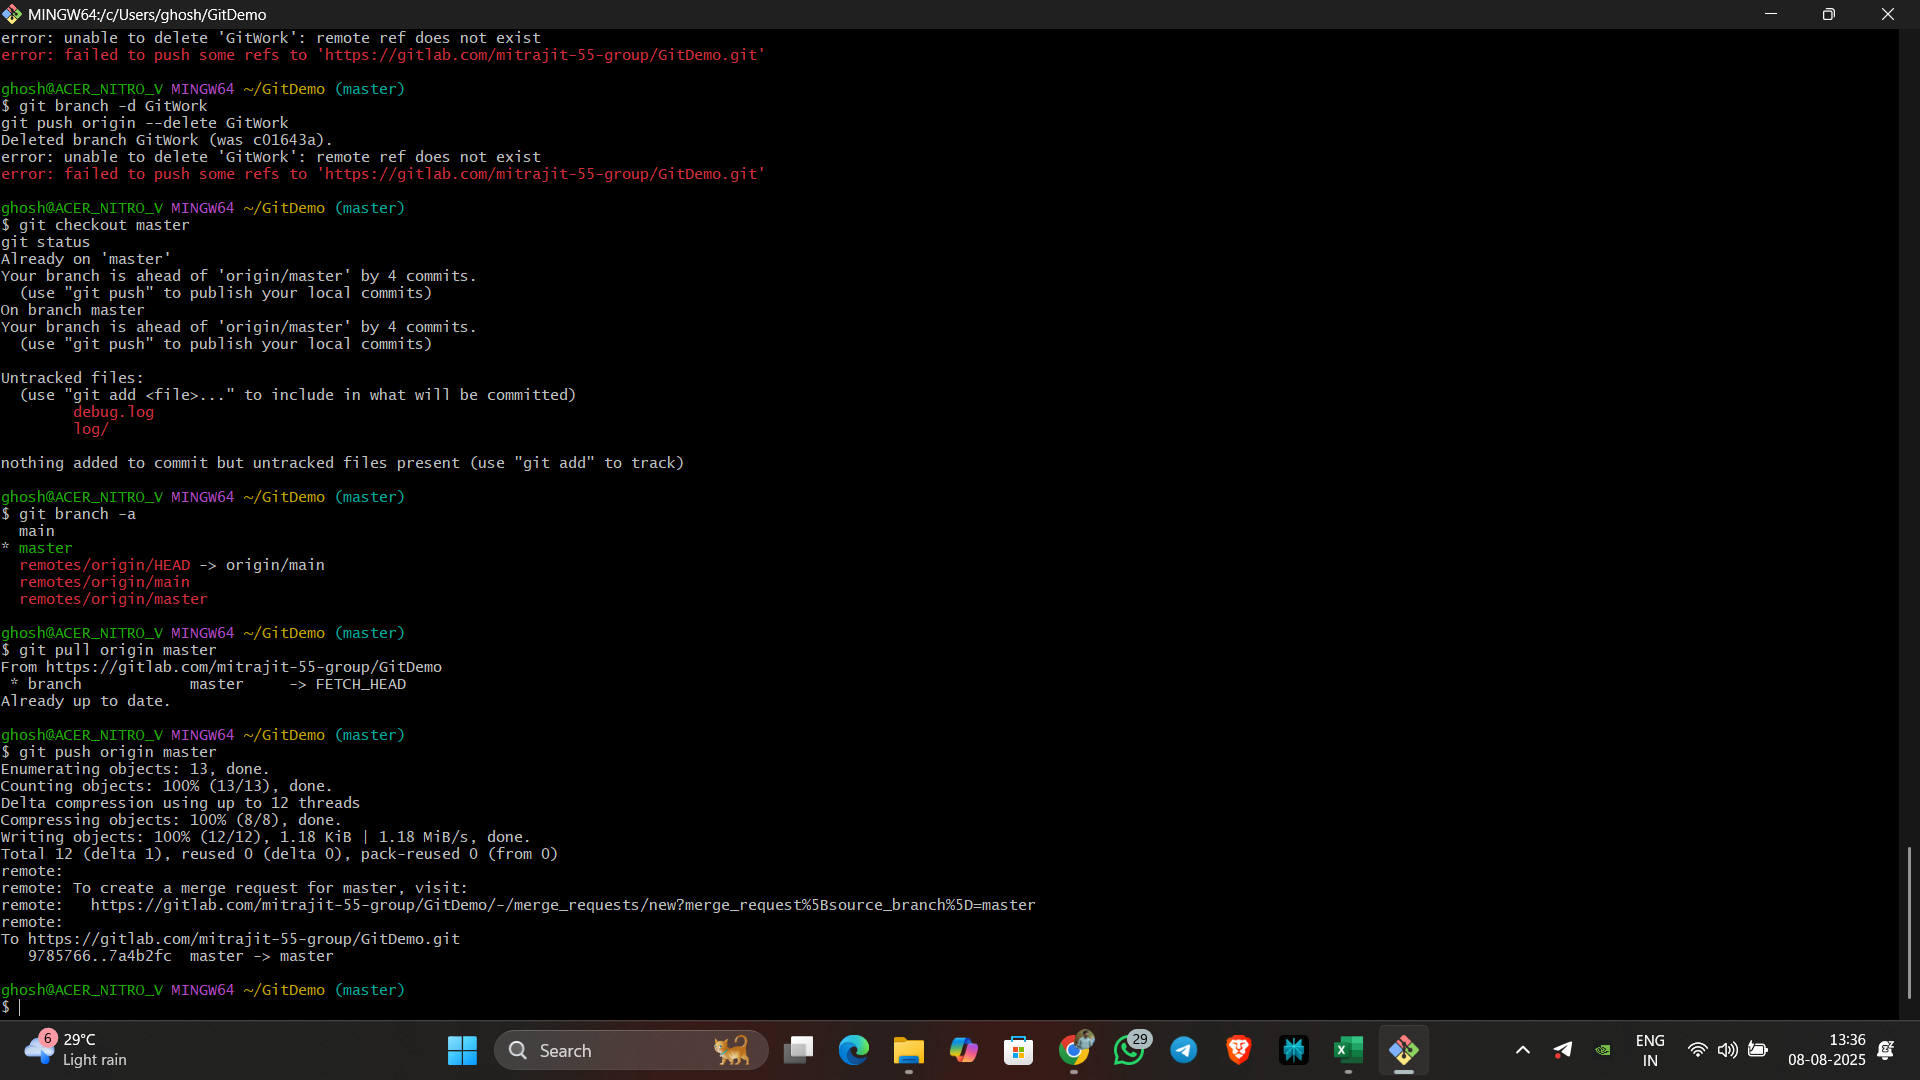 MINGW64:/c/Users/ghosh/GitDemo
error: unable to delete 'GitWork': remote ref does not exist
error: failed to push some refs to 'https://gitlab.com/mitrajit-55-group/GitDemo.git'
ghosh@ACER_NITRO_V MINGW64 ~/GitDemo (master)
$ git branch -d GitWork
git push origin --delete GitWork
Deleted branch GitWork (was c01643a).
error: unable to delete 'GitWork': remote ref does not exist
error: failed to push some refs to 'https://gitlab.com/mitrajit-55-group/GitDemo.git'
ghosh@ACER_NITRO_V MINGW64 ~/GitDemo (master)
$ git checkout master
git status
Already on 'master'
Your branch is ahead of 'origin/master' by 4 commits.
  (use "git push" to publish your local commits)
On branch master
Your branch is ahead of 'origin/master' by 4 commits.
  (use "git push" to publish your local commits)
Untracked files:
  (use "git add <file>..." to include in what will be committed)
        debug.log
        log/
nothing added to commit but untracked files present (use "git add" to track)
ghosh@ACER_NITRO_V MINGW64 ~/GitDemo (master)
$ git branch -a
  main
* master
  remotes/origin/HEAD -> origin/main
  remotes/origin/main
  remotes/origin/master
ghosh@ACER_NITRO_V MINGW64 ~/GitDemo (master)
$ git pull origin master
From https://gitlab.com/mitrajit-55-group/GitDemo
 * branch            master     -> FETCH_HEAD
Already up to date.
ghosh@ACER_NITRO_V MINGW64 ~/GitDemo (master)
$ git push origin master
Enumerating objects: 13, done.
Counting objects: 100% (13/13), done.
Delta compression using up to 12 threads
Compressing objects: 100% (8/8), done.
Writing objects: 100% (12/12), 1.18 KiB | 1.18 MiB/s, done.
Total 12 (delta 1), reused 0 (delta 0), pack-reused 0 (from 0)
remote:
remote: To create a merge request for master, visit:
remote:   https://gitlab.com/mitrajit-55-group/GitDemo/-/merge_requests/new?merge_request%5Bsource_branch%5D=master
remote:
To https://gitlab.com/mitrajit-55-group/GitDemo.git
   9785766..7a4b2fc  master -> master
ghosh@ACER_NITRO_V MINGW64 ~/GitDemo (master)
$
6
29°C
Light rain
Search
29
ENG
IN
13:36
08-08-2025